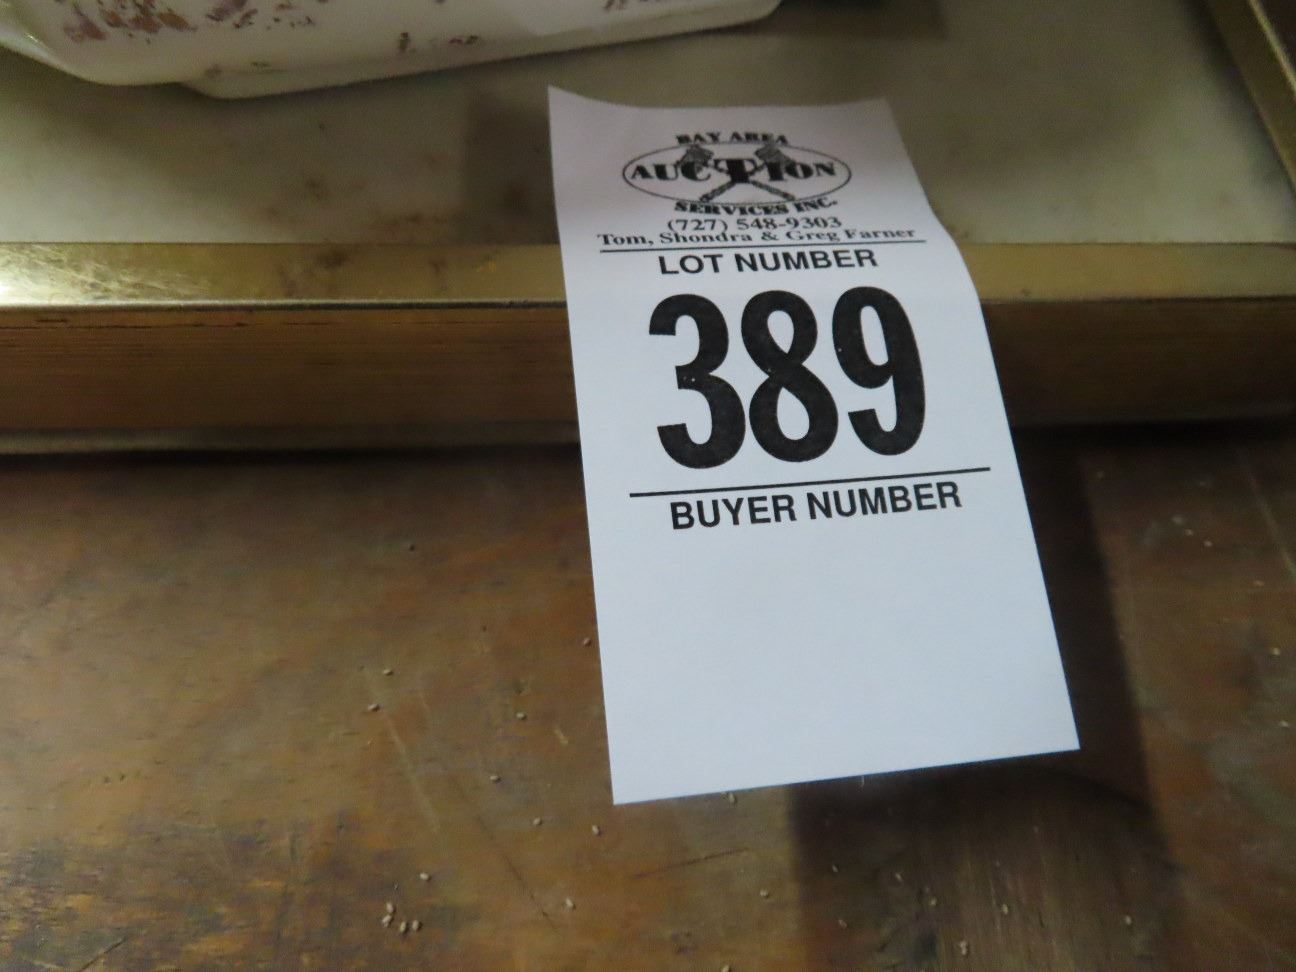 BAY AREA
AUCTION
SERVICES INC.
(727) 548-9303
Tom, Shondra & Greg Farner
LOT NUMBER
389
BUYER NUMBER